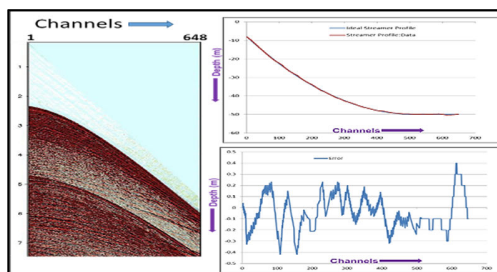 Channels
1 648
1
2
3
4
5
6
7
Depth (m)
Ideal Streamer Profile
Streamer Profile:Data
0
-10
-20
-30
-40
-50
-60
0 100 200 300 400 500 600 700
Channels
Depth (m)
Error
0.5
0.4
0.3
0.2
0.1
0
-0.1
-0.2
-0.3
-0.4
-0.5
0 100 200 300 400 500 600 700
Channels